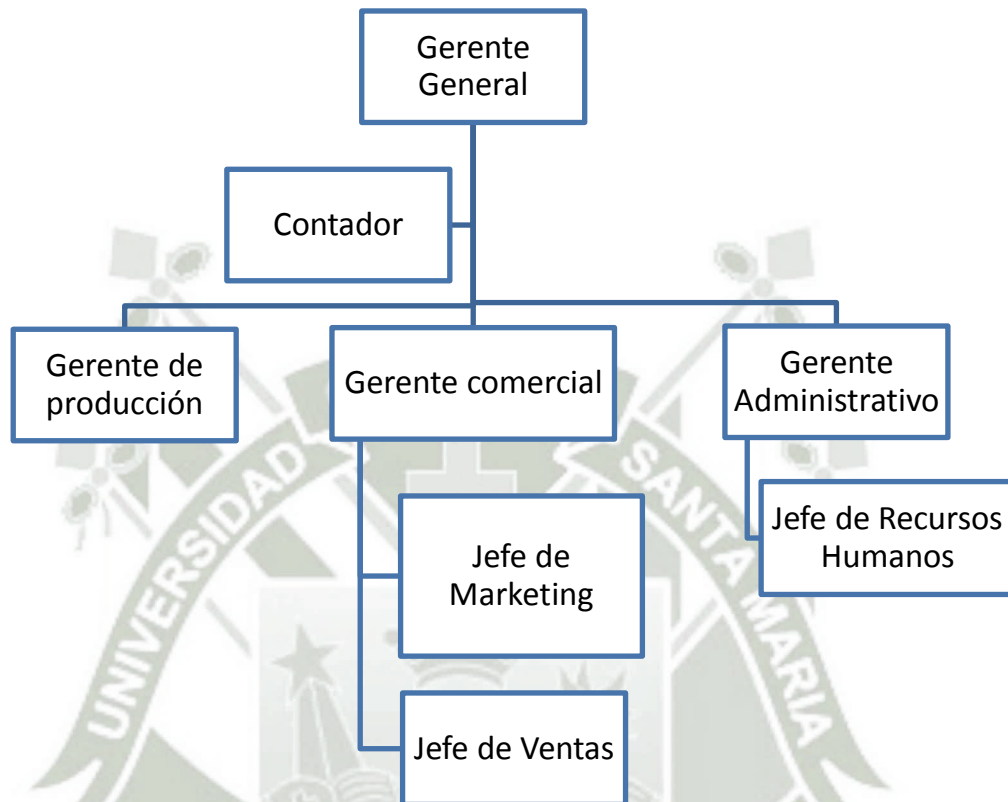 Gerente
General
Contador
Gerente de
producción
Gerente comercial
Gerente
Administrativo
Jefe de
Marketing
Jefe de Recursos
Humanos
Jefe de Ventas
UNIVERSIDAD
SANTA MARIA